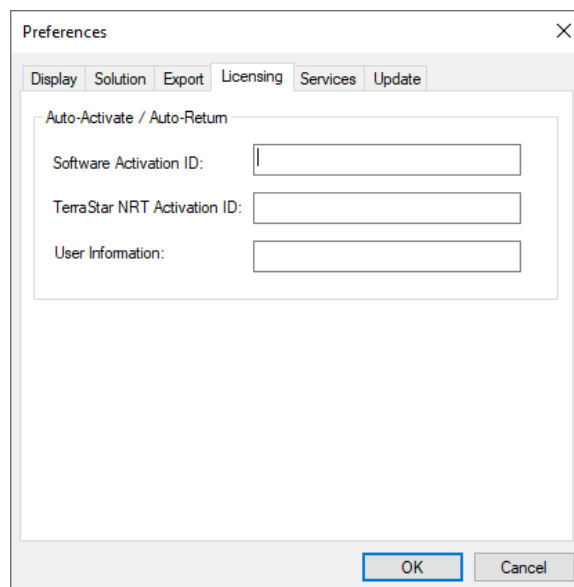 Preferences
Display Solution Export Licensing Services Update
Auto-Activate / Auto-Return
Software Activation ID:
TerraStar NRT Activation ID:
User Information:
OK Cancel